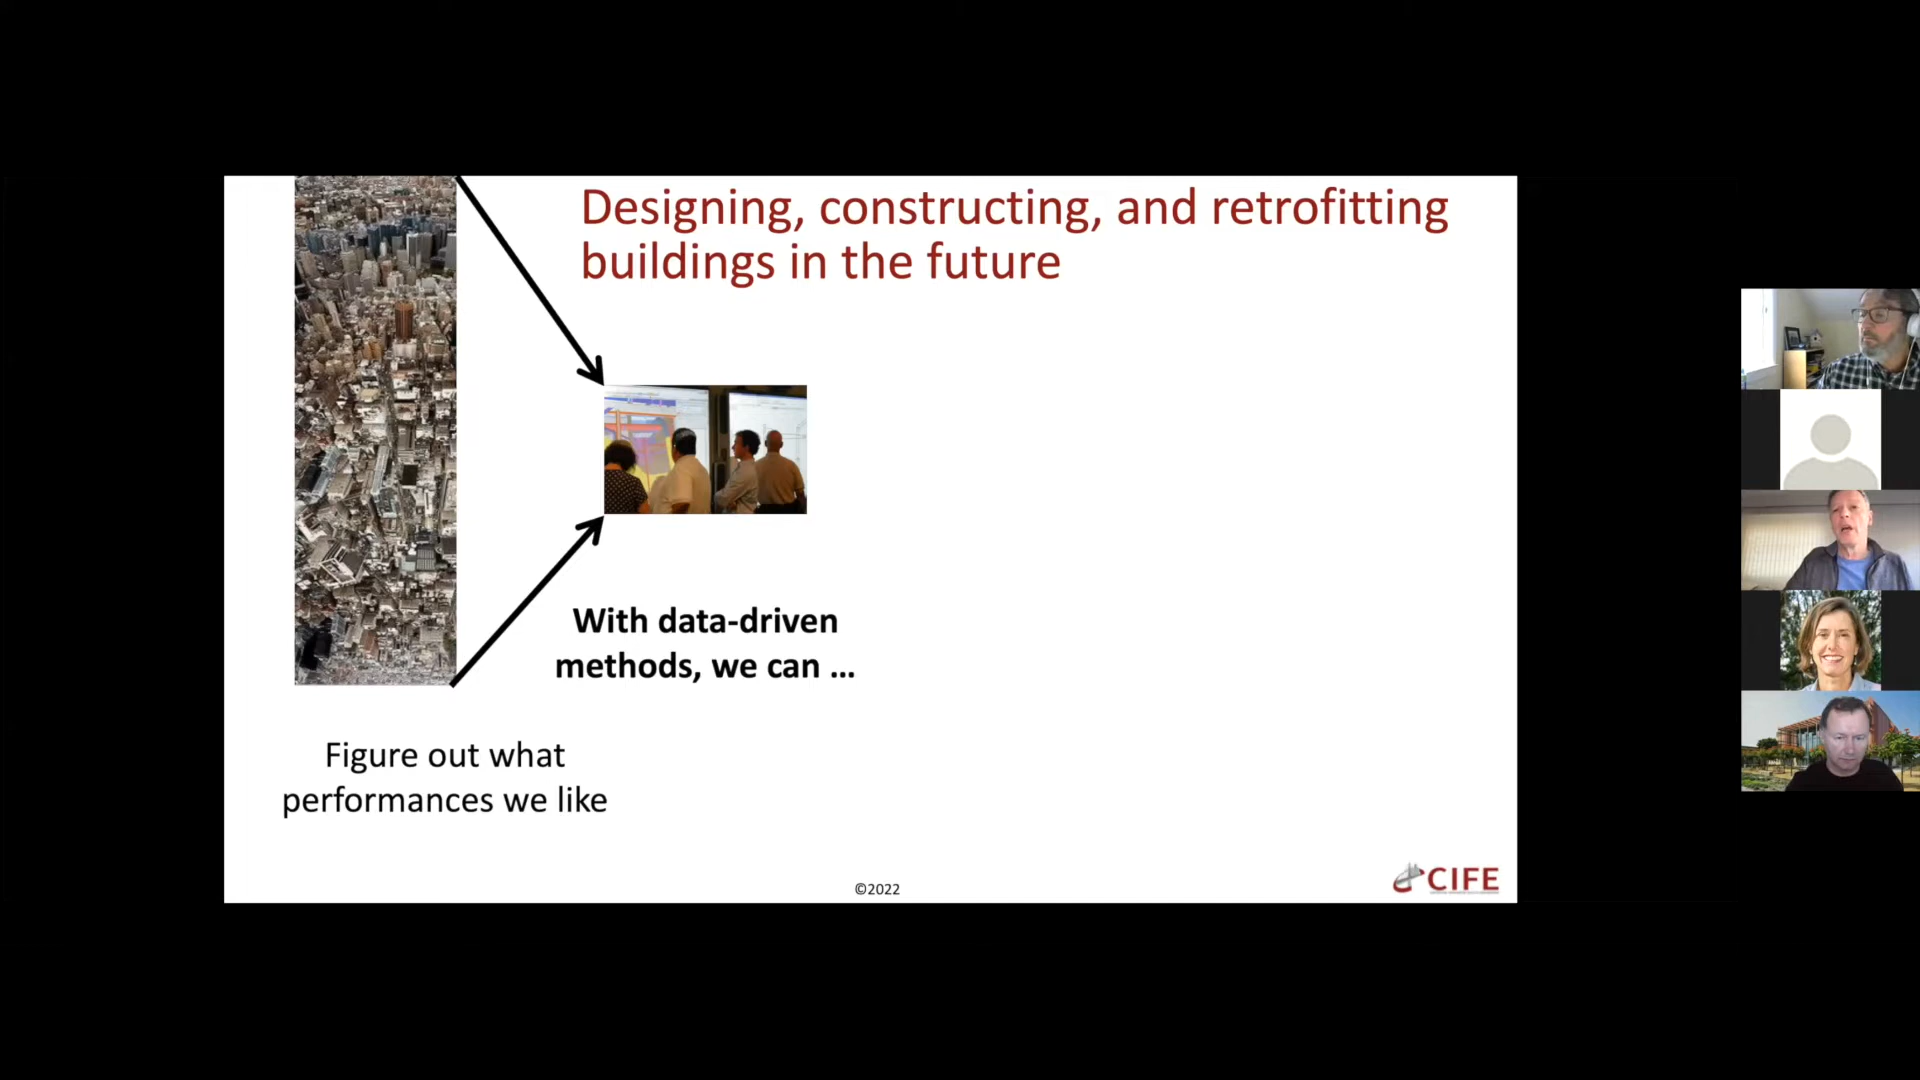 Designing, constructing, and retrofitting
buildings in the future
With data-driven
methods, we can ...
Figure out what
performances we like
©2022
CIFE